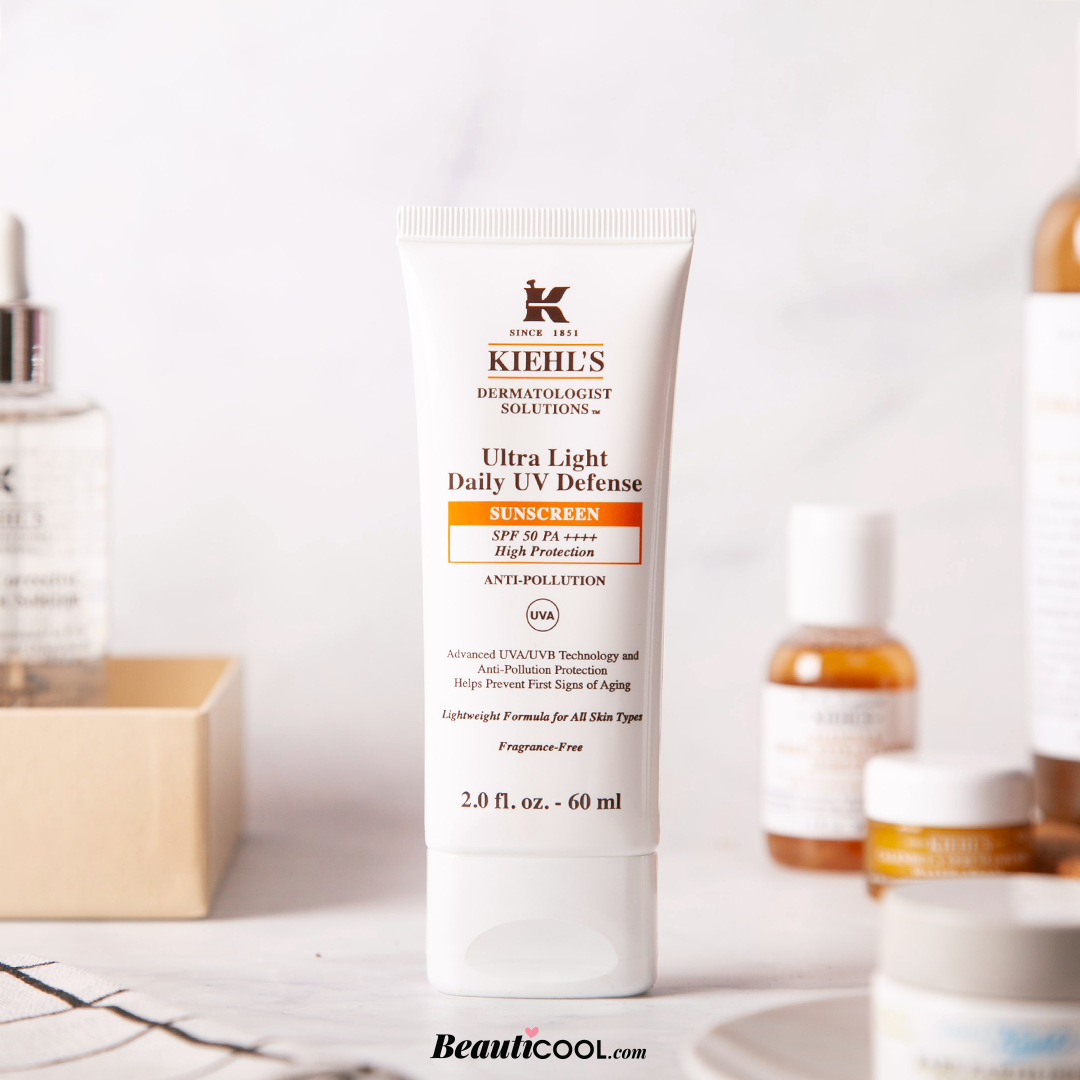 K
SINCE 1851
KIEHL'S
DERMATOLOGIST
SOLUTIONS™
Ultra Light
Daily UV Defense
SUNSCREEN
SPF 50 PA ++++
High Protection
ANTI-POLLUTION
UVA
Advanced UVA/UVB Technology and
Anti-Pollution Protection
Helps Prevent First Signs of Aging
Lightweight Formula for All Skin Types
Fragrance-Free
2.0 fl. oz. - 60 ml
KIEHL'S
KIEHL'S
BeautiCOOL.com